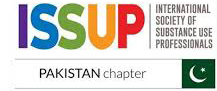 ISSUP
INTERNATIONAL
SOCIETY OF
SUBSTANCE USE
PROFESSIONALS
PAKISTAN chapter